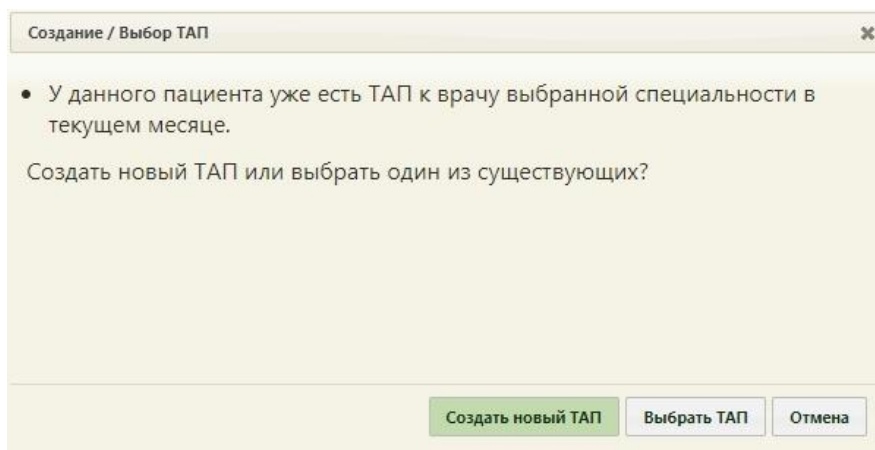 Создание / Выбор ТАП
• У данного пациента уже есть ТАП к врачу выбранной специальности в
текущем месяце.
Создать новый ТАП или выбрать один из существующих?
Создать новый ТАП Выбрать ТАП Отмена